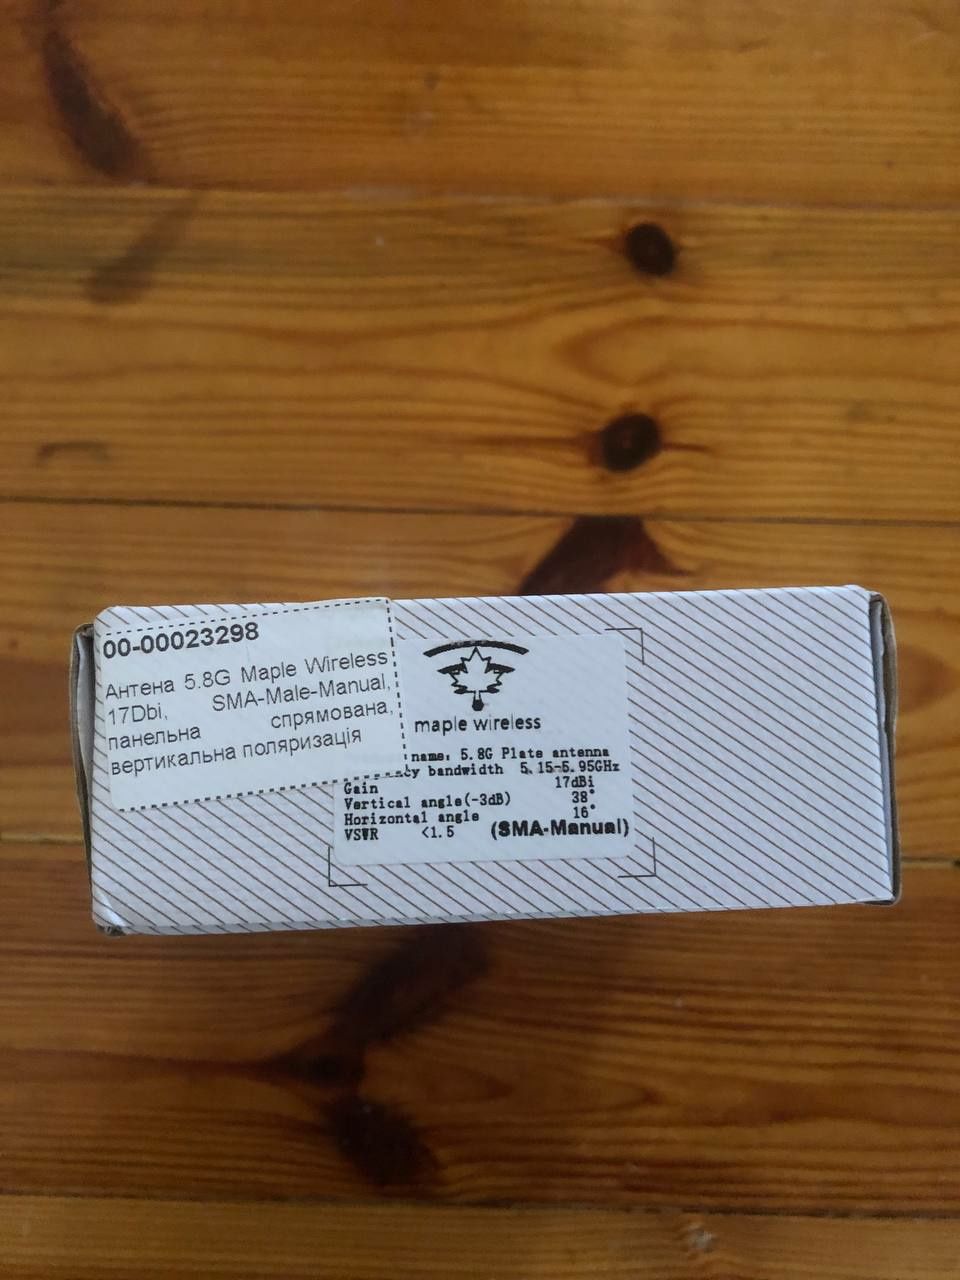 00-00023298
Антена 5.8G Maple Wireless
17Dbi, SMA-Male-Manual,
панельна спрямована,
вертикальна поляризація
maple wireless
name: 5.8G Plate antenna
cy bandwidth 5.15-5.95GHz
Gain 17dBi
Vertical angle(-3dB) 38°
Horizontal angle 16°
VSWR <1.5 (SMA-Manual)